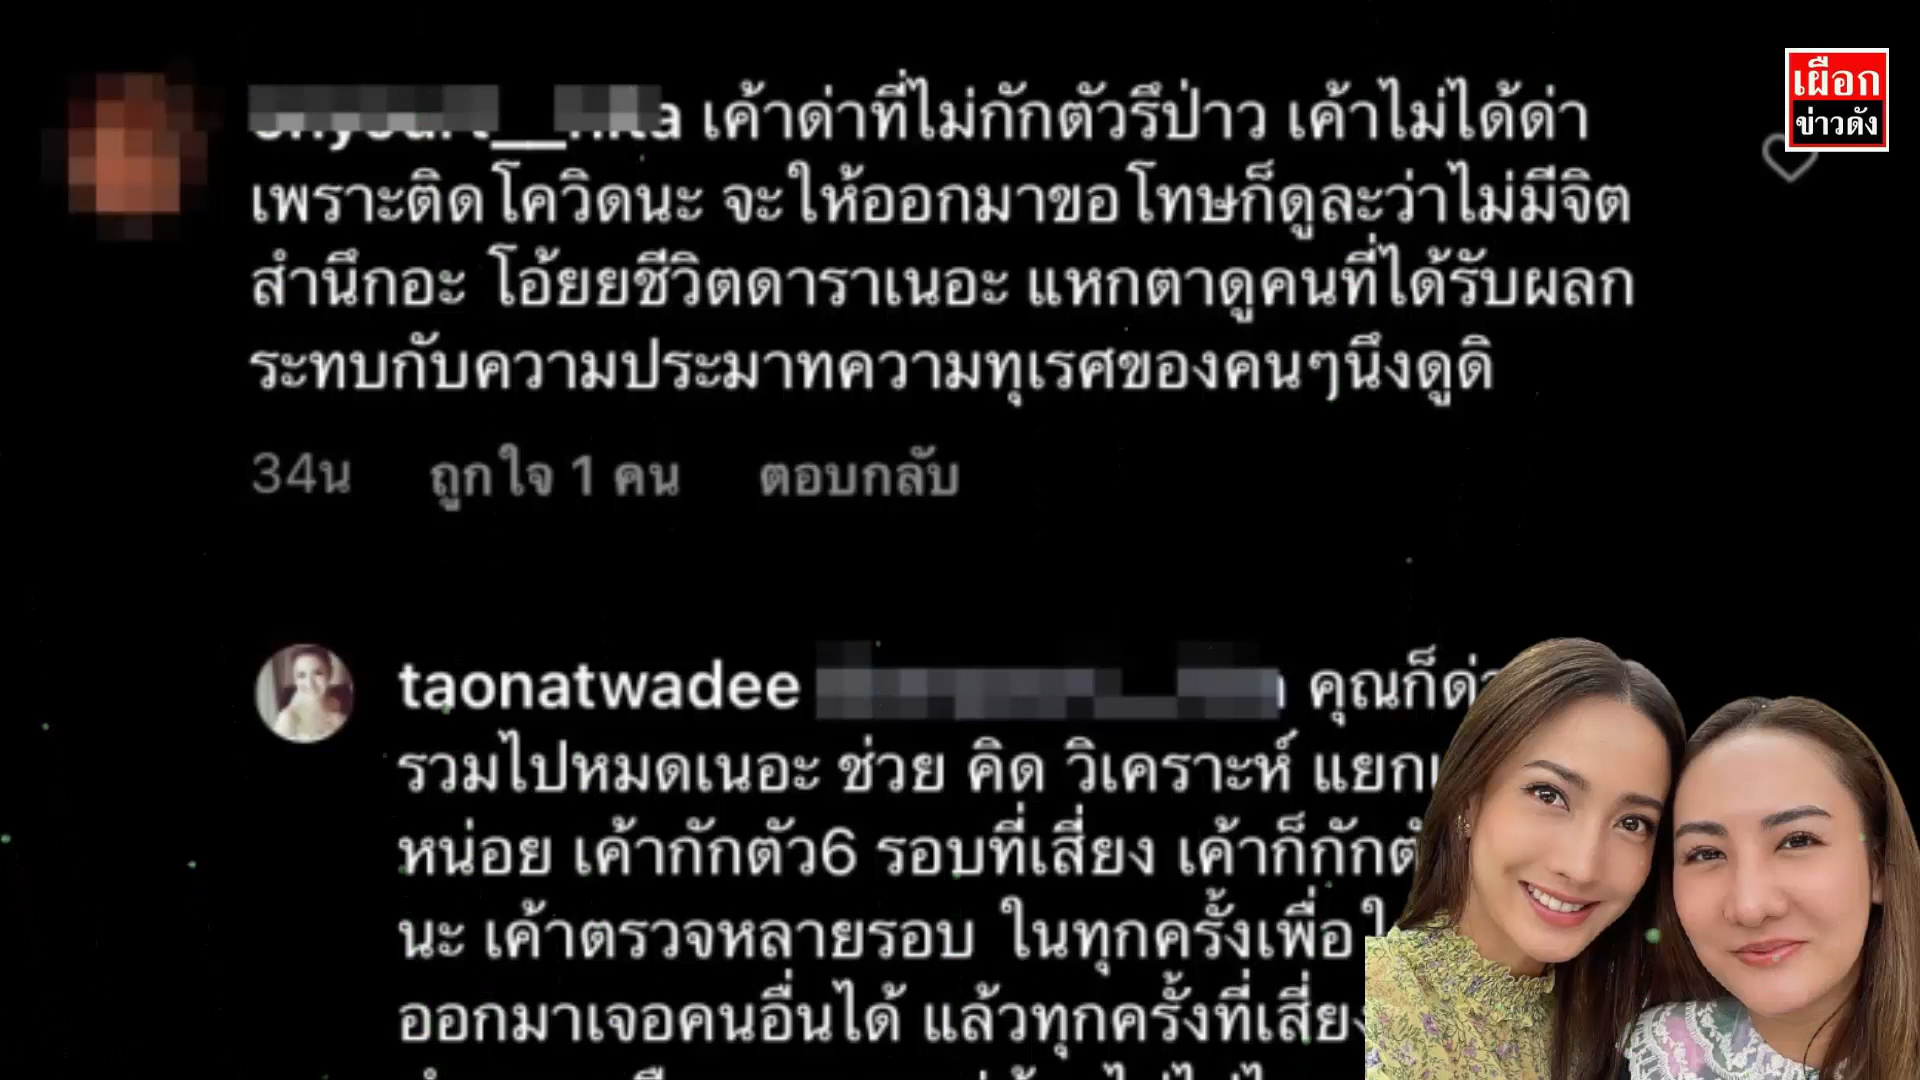 เผือก
ข่าวดัง
เค้าด่าที่ไม่กักตัวรึป่าว เค้าไม่ได้ด่า
เพราะติดโควิดนะ จะให้ออกมาขอโทษก็ดูละว่าไม่มีจิต
สำนึกอะ โอ้ยยชีวิตดาราเนอะ แหกตาดูคนที่ได้รับผลก
ระทบกับความประมาทความทุเรศของคนๆนึงดูดิ
34น ถูกใจ 1 คน ตอบกลับ
taonatwadee คุณก็ด่า
รวมไปหมดเนอะ ช่วย คิด วิเคราะห์
หน่อย เค้ากักตัว6 รอบที่เสี่ยง
นะ เค้าตรวจหลายรอบ ในทุกครั้งเพื่อ
ออกมาเจอคนอื่นได้ แล้วทุกครั้งที่เสี่ยง